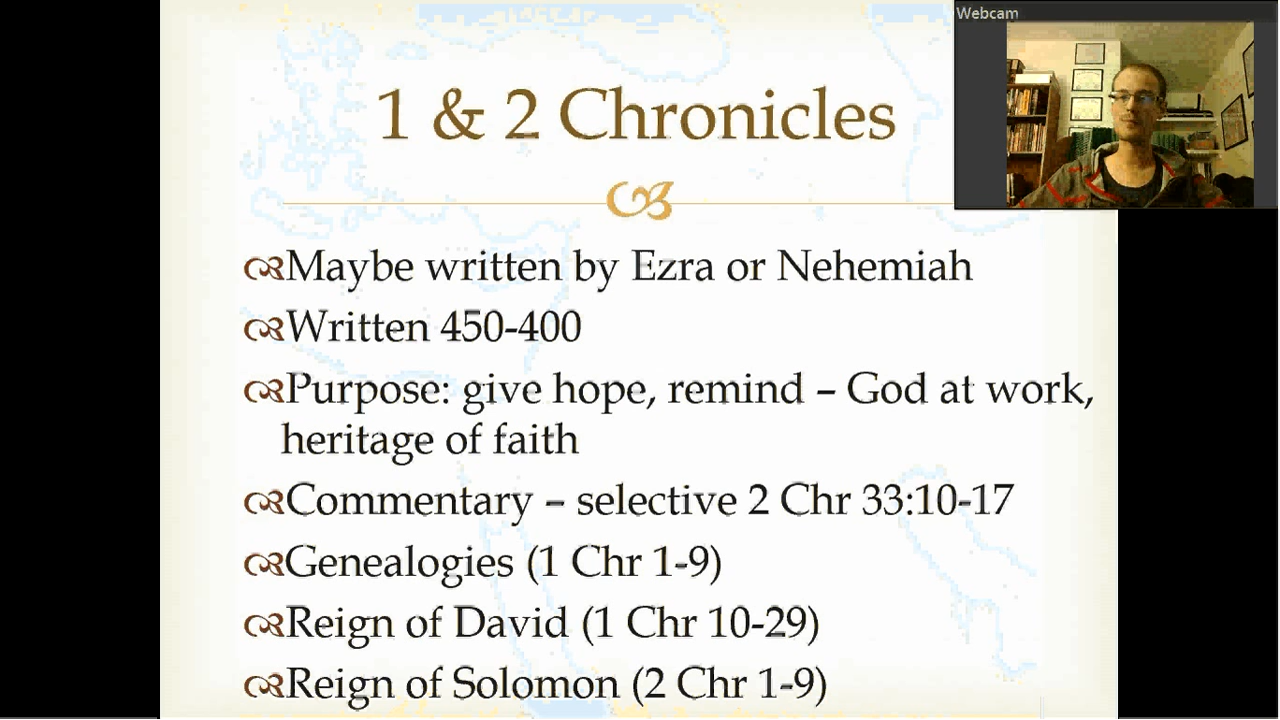 Webcam
1 & 2 Chronicles
Maybe written by Ezra or Nehemiah
Written 450-400
Purpose: give hope, remind – God at work,
heritage of faith
Commentary – selective 2 Chr 33:10-17
Genealogies (1 Chr 1-9)
Reign of David (1 Chr 10-29)
Reign of Solomon (2 Chr 1-9)